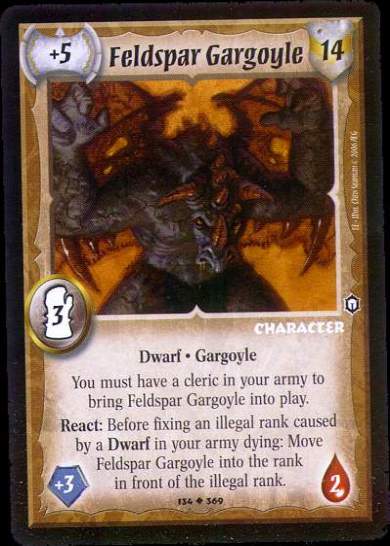 +5
Feldspar Gargoyle
14
3
CHARACTER
Dwarf • Gargoyle
You must have a cleric in your army to
bring Feldspar Gargoyle into play.
React: Before fixing an illegal rank caused
by a Dwarf in your army dying: Move
Feldspar Gargoyle into the rank
in front of the illegal rank.
+3
134 ◆ 369
2